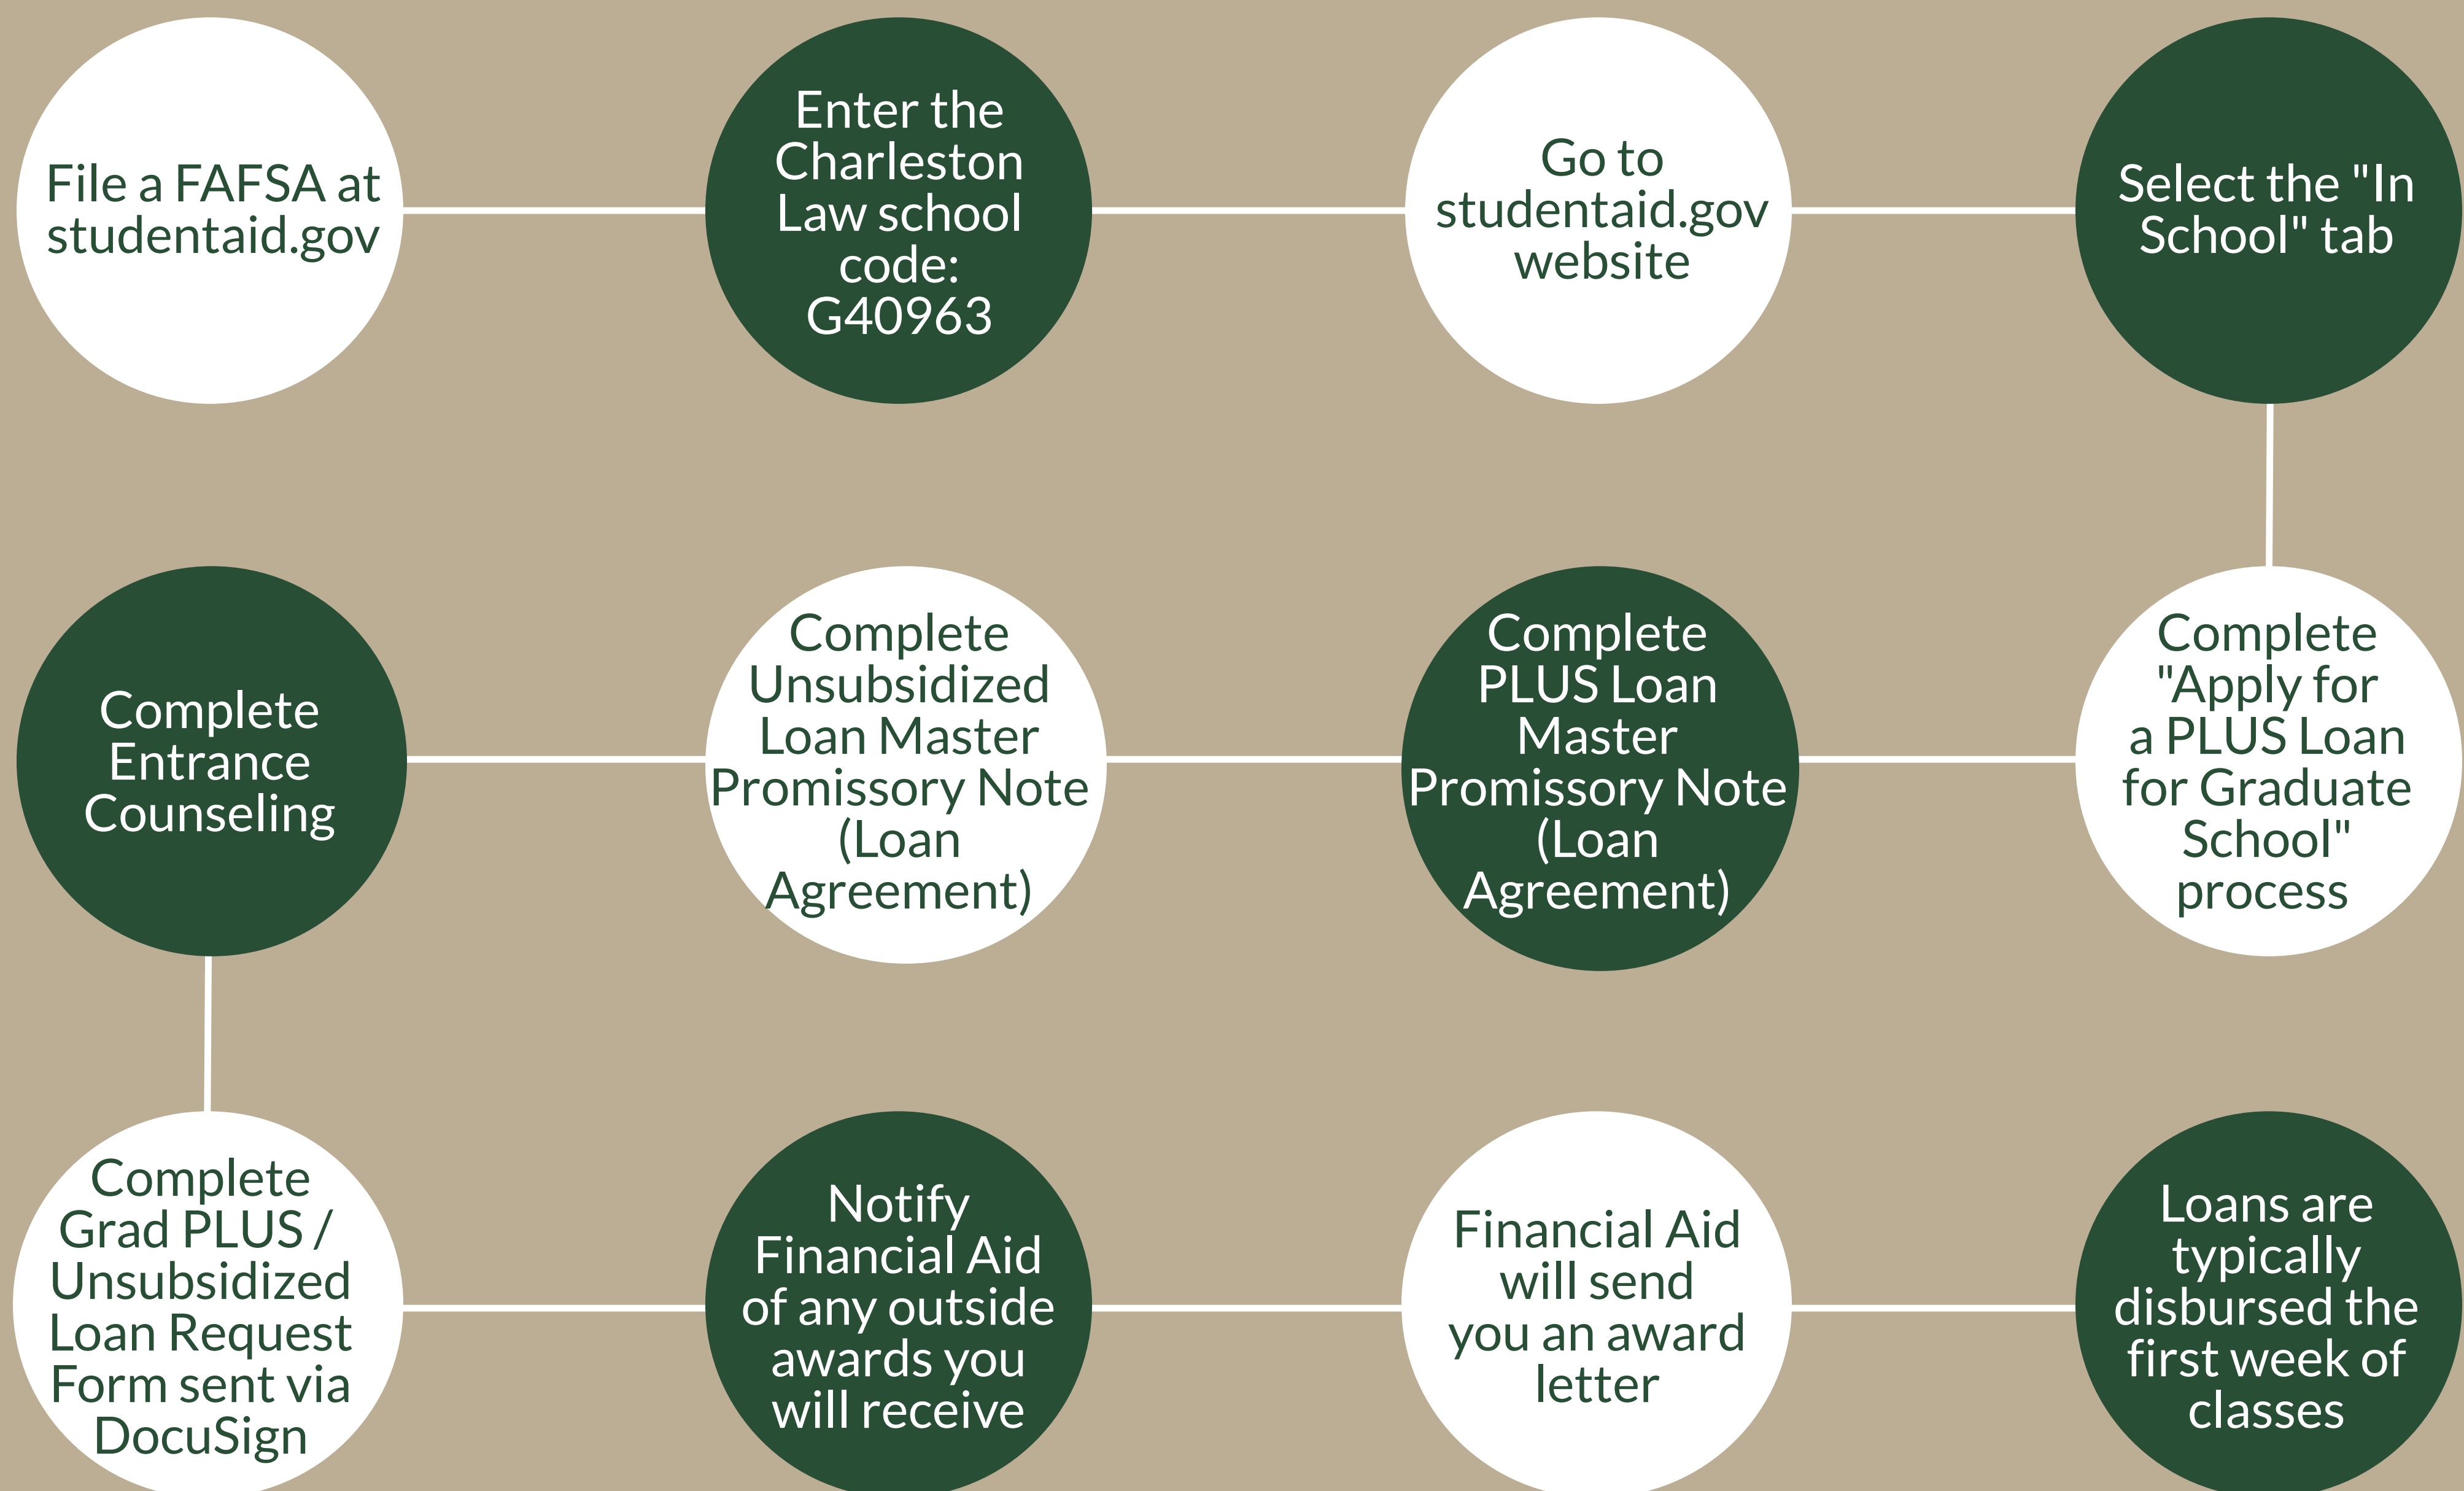 File a FAFSA at
studentaid.gov
Enter the
Charleston
Law school
code:
G40963
Go to
studentaid.gov
website
Select the "In
School" tab
Complete
"Apply for
a PLUS Loan
for Graduate
School"
process
Complete
PLUS Loan
Master
Promissory Note
(Loan
Agreement)
Complete
Unsubsidized
Loan Master
Promissory Note
(Loan
Agreement)
Complete
Entrance
Counseling
Complete
Grad PLUS /
Unsubsidized
Loan Request
Form sent via
DocuSign
Notify
Financial Aid
of any outside
awards you
will receive
Financial Aid
will send
you an award
letter
Loans are
typically
disbursed the
first week of
classes